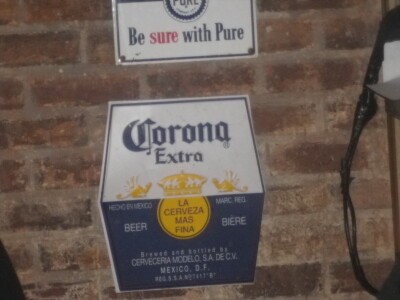 PURE
Be sure with Pure
Corona
Extra
HECHO EN MEXICO
MARC. REG.
LA
CERVEZA
MAS
FINA
BEER
BIÈRE
Brewed and bottled by
CERVECERIA MODELO, S.A. DE C.V.
MEXICO, D.F.